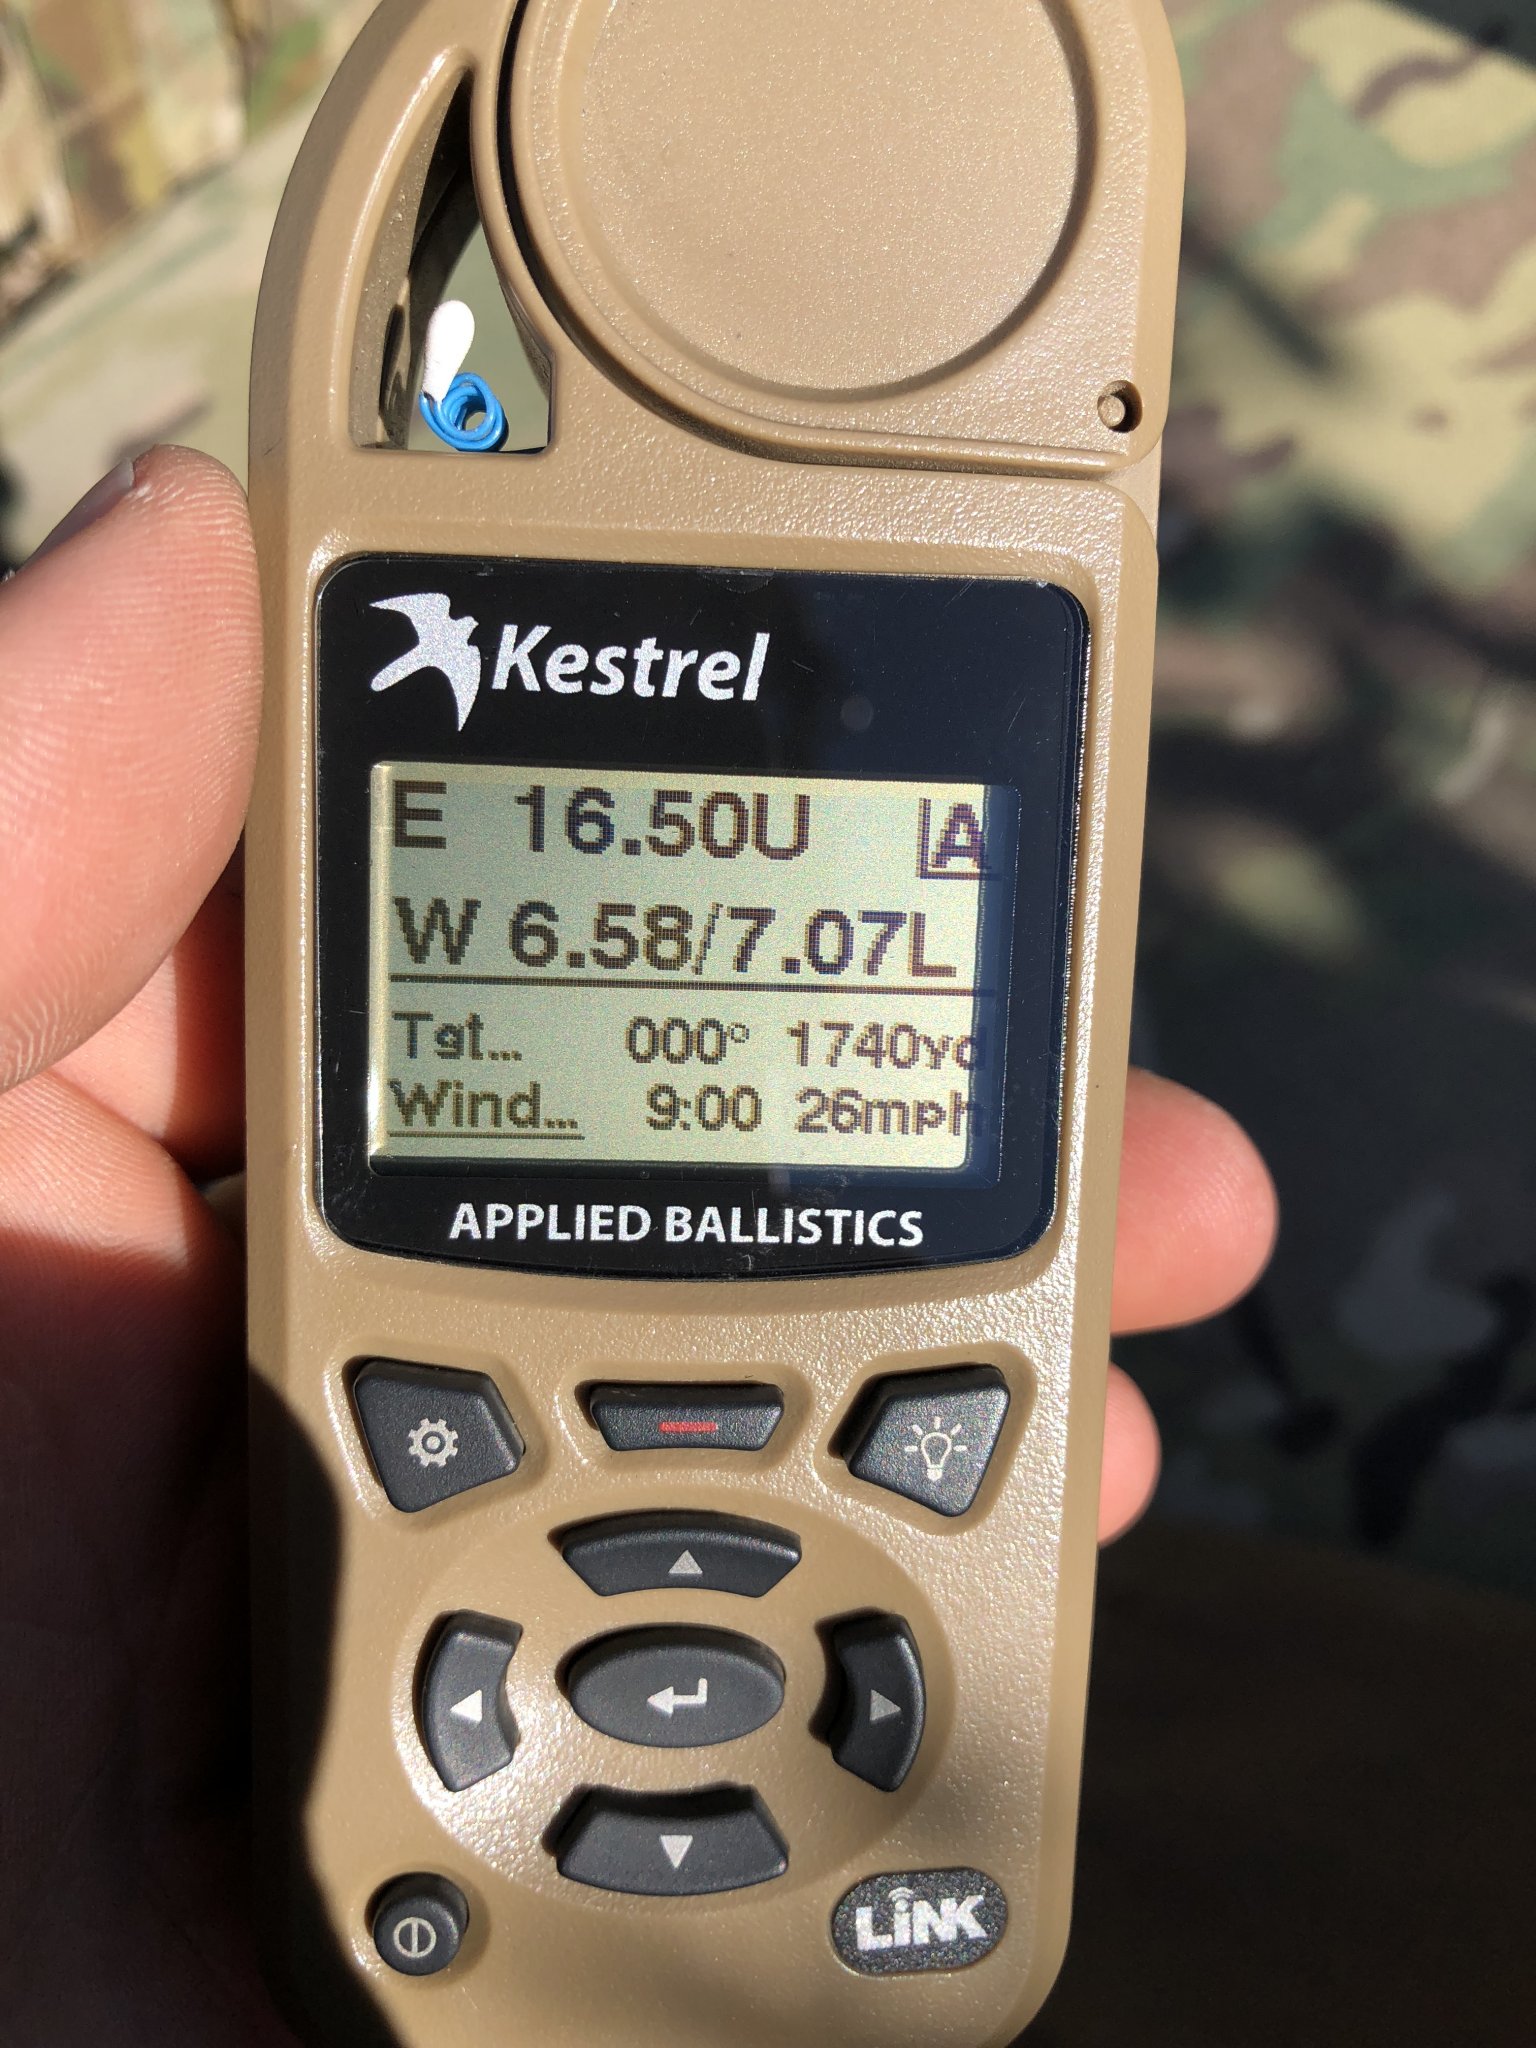 Kestrel
E 16.50U A
W 6.58/7.07L
Tgt... 000° 1740yd
Wind... 9:00 26mph
APPLIED BALLISTICS
LiNK